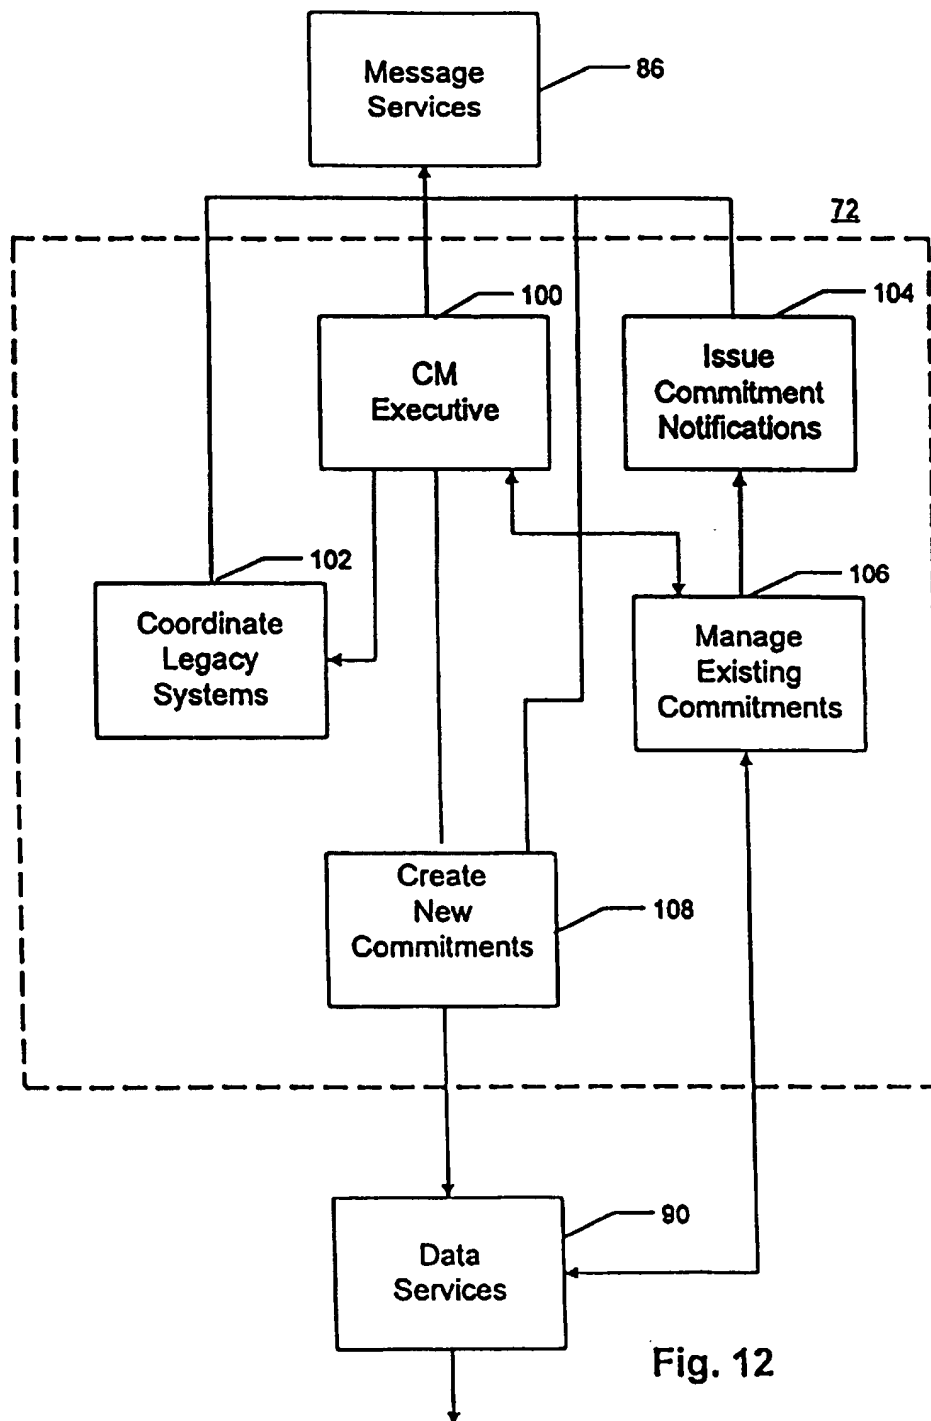 Message
Services
86
72
100
CM
Executive
104
Issue
Commitment
Notifications
102
Coordinate
Legacy
Systems
106
Manage
Existing
Commitments
Create
New
Commitments
108
90
Data
Services
Fig. 12